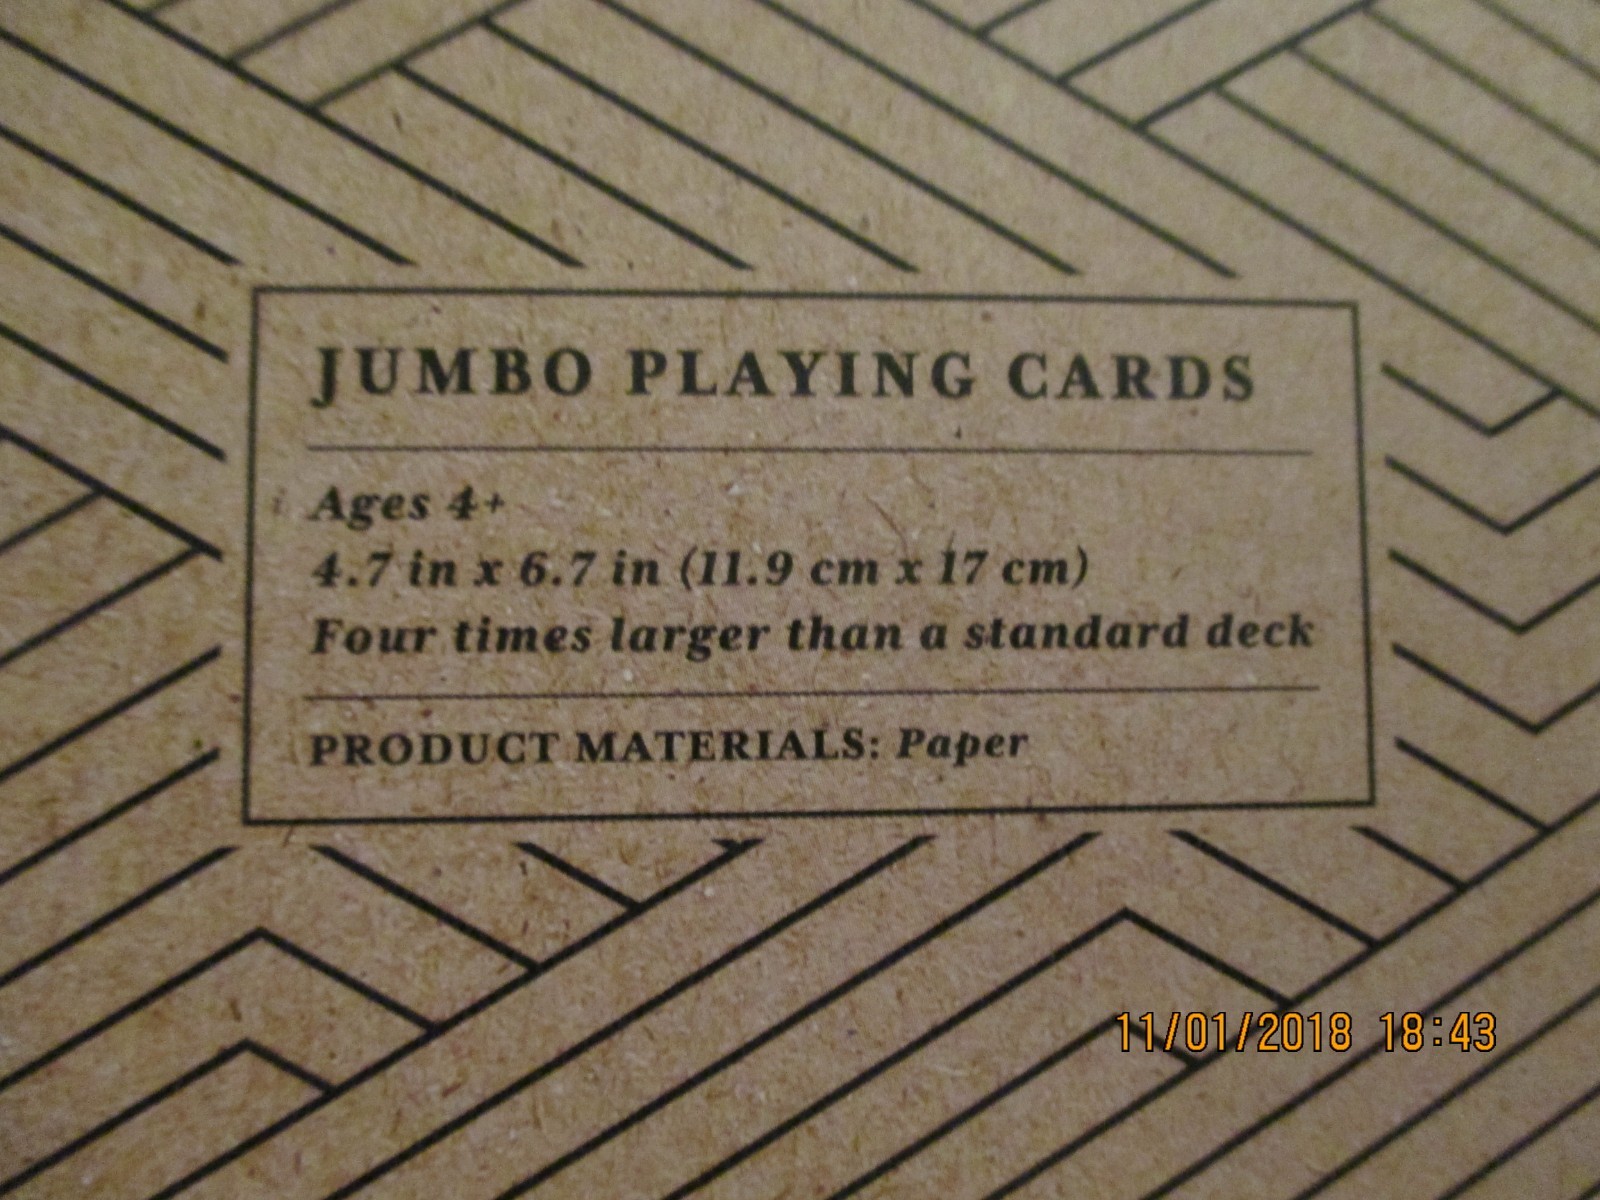 JUMBO PLAYING CARDS
Ages 4+
4.7 in x 6.7 in (11.9 cm x 17 cm)
Four times larger than a standard deck
PRODUCT MATERIALS: Paper
11/01/2018 18:43